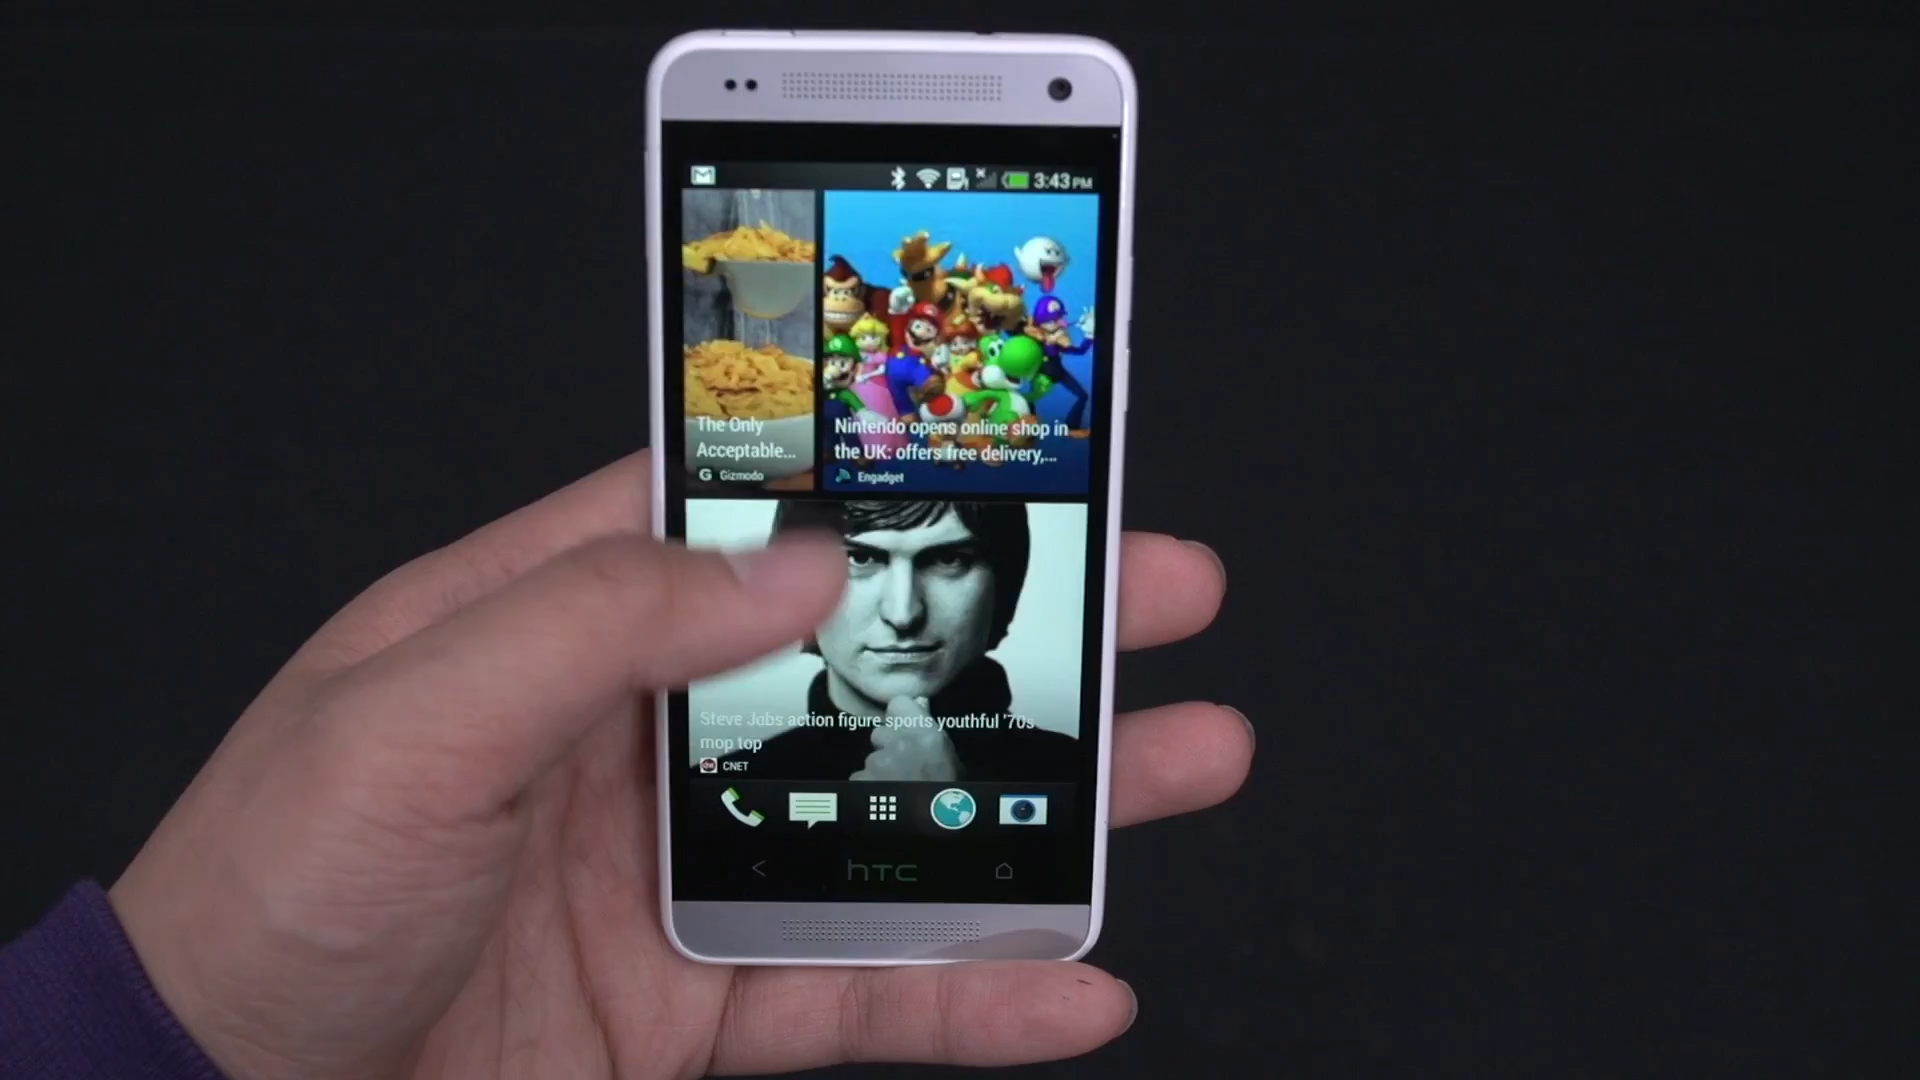 3:43 PM
The Only
Acceptable...
G Gizmodo
Nintendo opens online shop in
the UK: offers free delivery,...
Engadget
Steve Jobs action figure sports youthful '70s
mop top
CNET
hTC